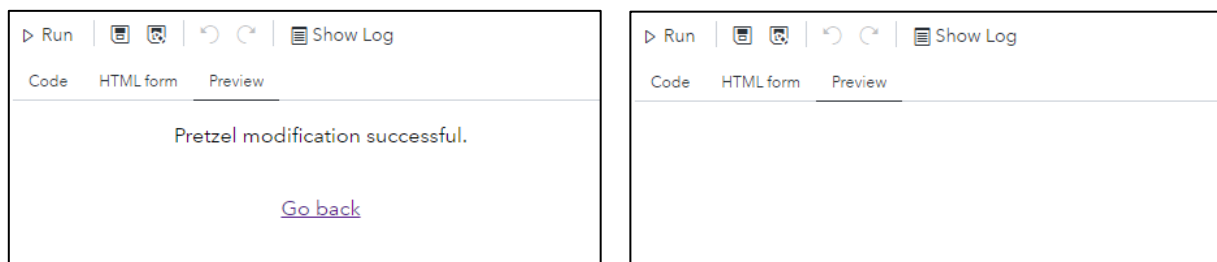 Run Show Log
Code HTML form Preview
Pretzel modification successful.
Go back
Run Show Log
Code HTML form Preview